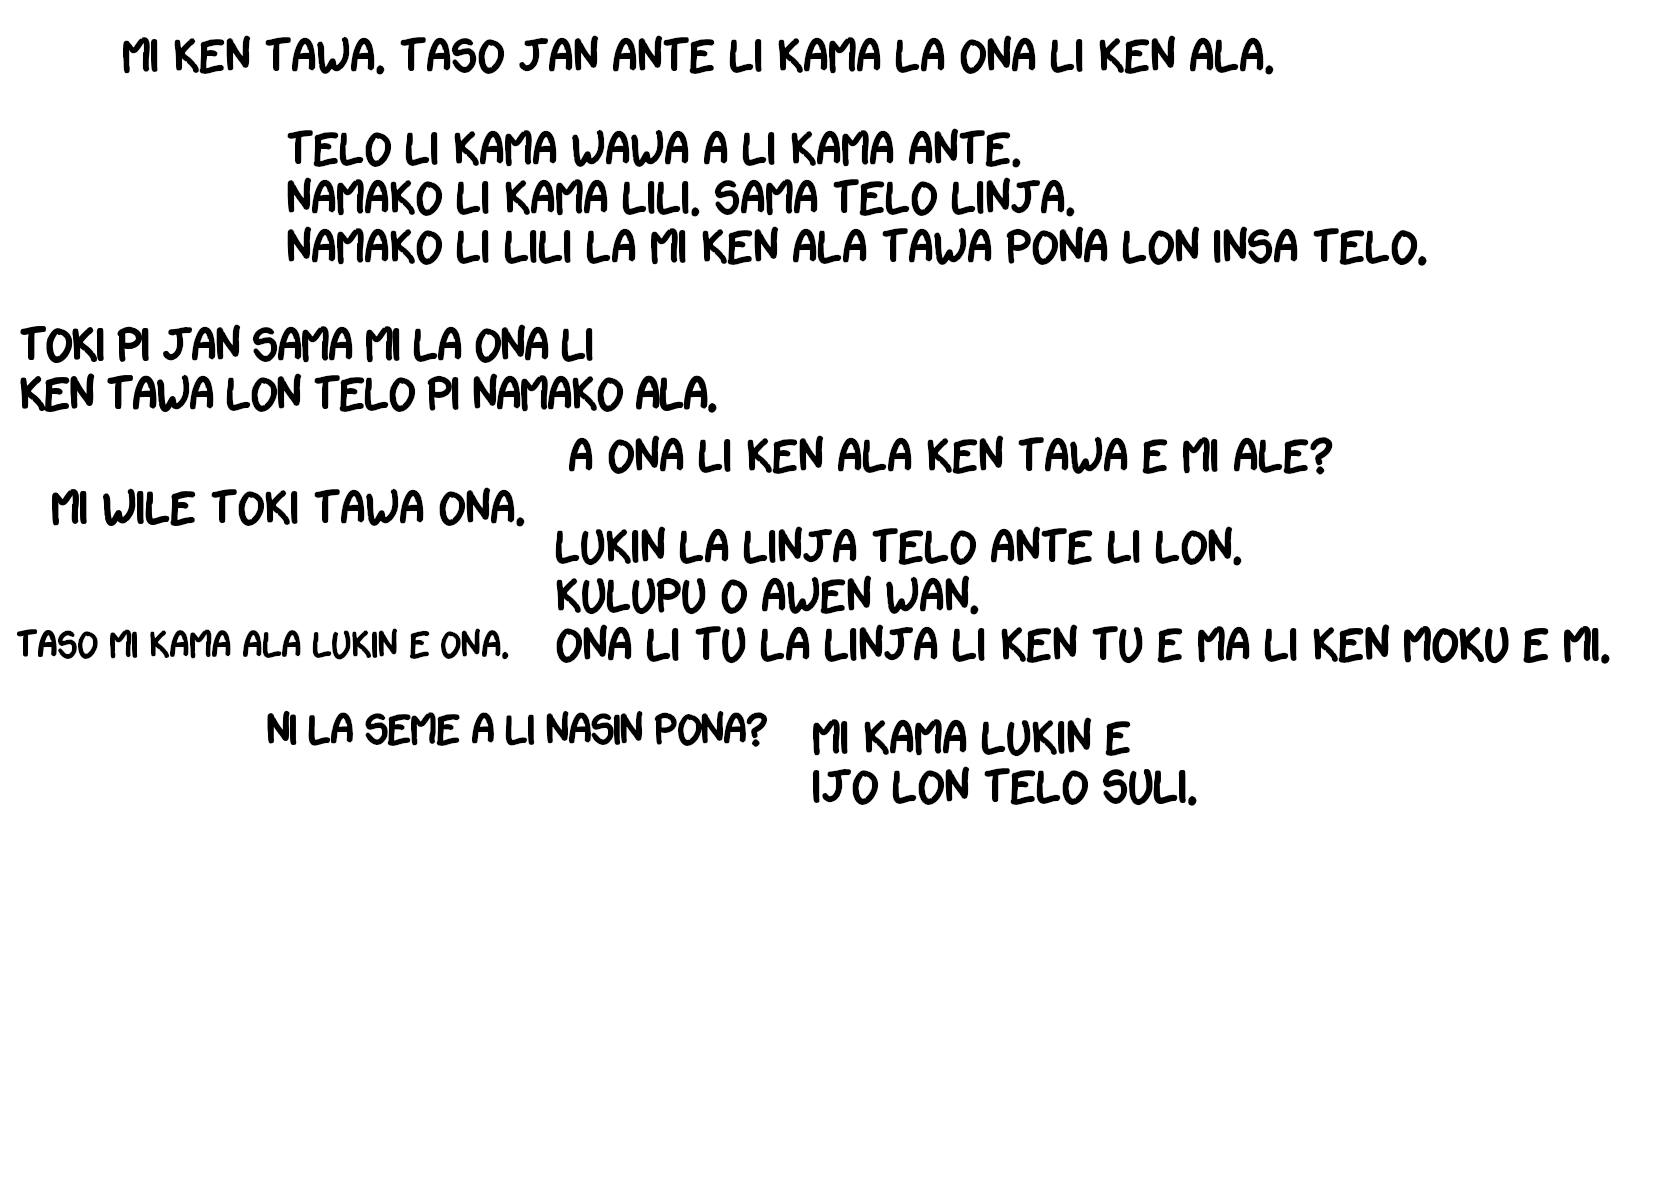 MI KEN TAWA. TASO JAN ANTE LI KAMA LA ONA LI KEN ALA.
TELO LI KAMA WAWA A LI KAMA ANTE.
NAMAKO LI KAMA LILI. SAMA TELO LINJA.
NAMAKO LI LILI LA MI KEN ALA TAWA PONA LON INSA TELO.
TOKI PI JAN SAMA MI LA ONA LI
KEN TAWA LON TELO PI NAMAKO ALA.
A ONA LI KEN ALA KEN TAWA E MI ALE?
MI WILE TOKI TAWA ONA.
LUKIN LA LINJA TELO ANTE LI LON.
KULUPU O AWEN WAN.
TASO MI KAMA ALA LUKIN E ONA.
ONA LI TU LA LINJA LI KEN TU E MA LI KEN MOKU E MI.
NI LA SEME A LI NASIN PONA?
MI KAMA LUKIN E
IJO LON TELO SULI.